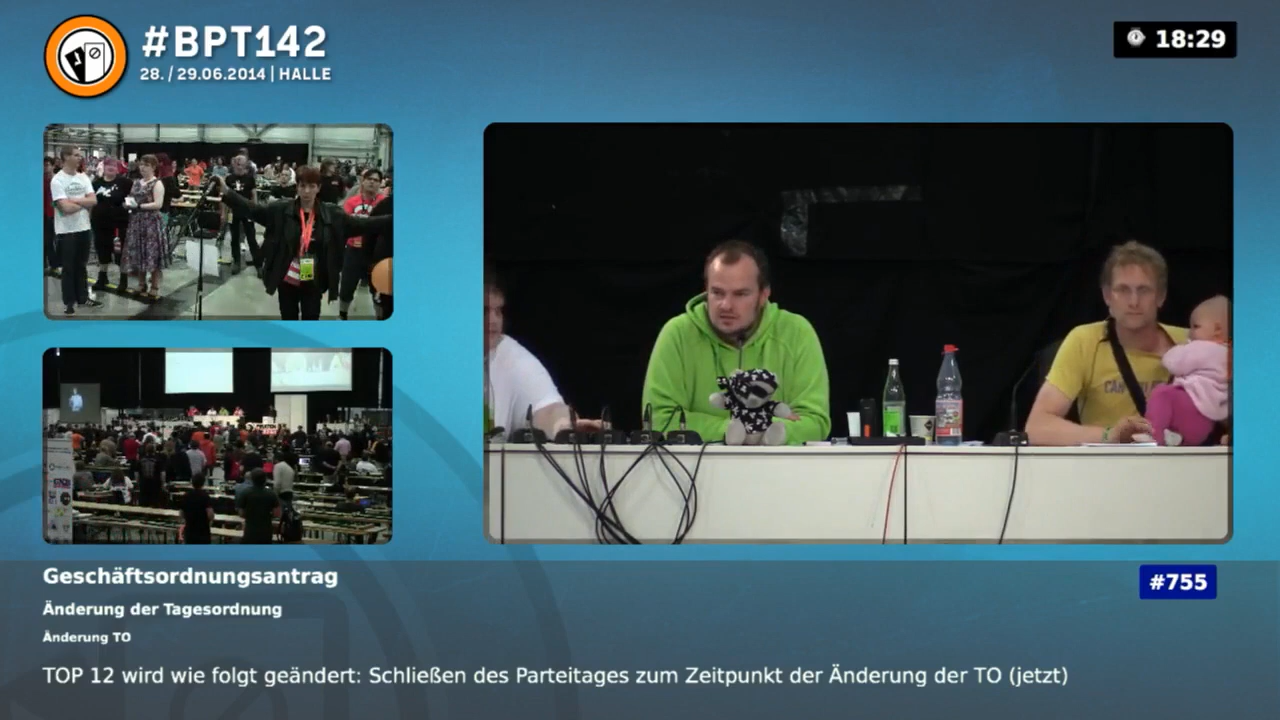 #BPT142
28. / 29.06.2014 | HALLE
18:29
Geschäftsordnungsantrag
#755
Änderung der Tagesordnung
Änderung TO
TOP 12 wird wie folgt geändert: Schließen des Parteitages zum Zeitpunkt der Änderung der TO (jetzt)